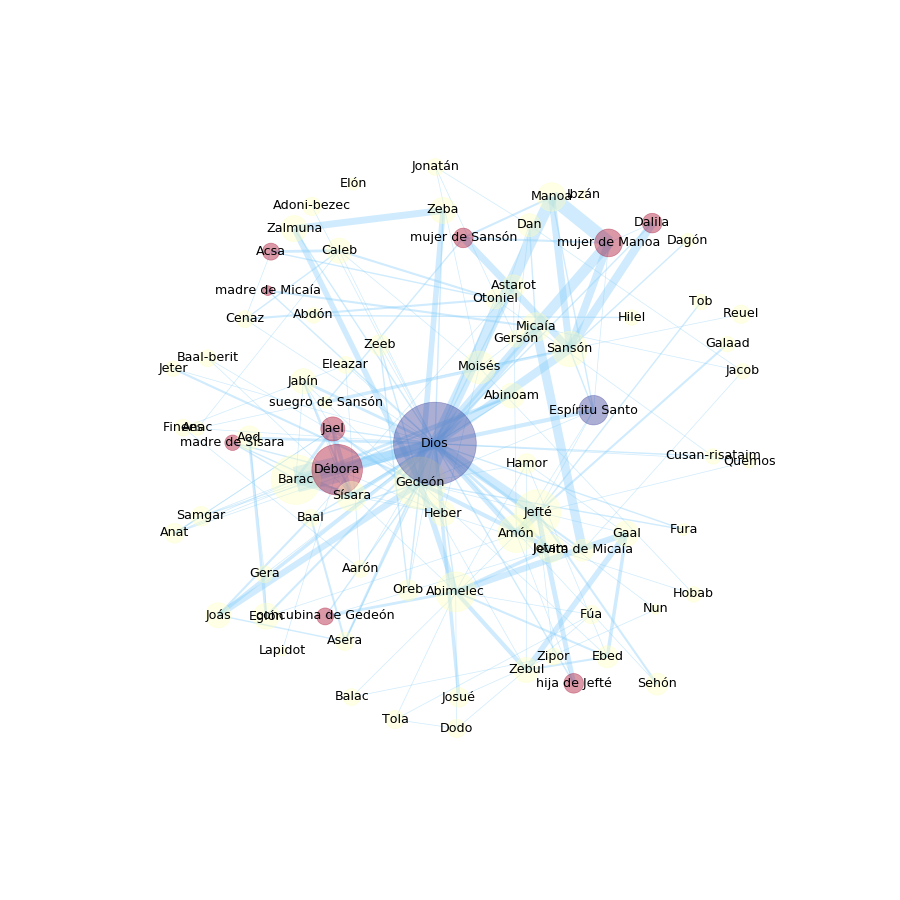 Jonatán
Elón
Manoa
Ibzán
Adoni-bezec
Zeba
Dan
Dalila
Zalmuna
mujer de Sansón
mujer de Manoa
Dagón
Acsa
Caleb
madre de Micaía
Astarot
Otoniel
Tob
Cenaz
Abdón
Reuel
Hilel
Micaía
Gersón
Zeeb
Sansón
Galaad
Baal-berit
Jeter
Eleazar
Moisés
Jacob
Jabín
Abinoam
suegro de Sansón
Espíritu Santo
Finees
Anac
Jael
Aod
madre de Sísara
Dios
Cusan-risataim
Quemos
Hamor
Débora
Barac
Gedeón
Sísara
Heber
Jefté
Samgar
Baal
Anat
Amón
Gaal
Fura
Jotam
levita de Micaía
Gera
Aarón
Oreb
Abimelec
Hobab
Nun
Joás
Eglón
concubina de Gedeón
Fúa
Asera
Lapidot
Zipor
Ebed
Zebul
hija de Jefté
Sehón
Balac
Josué
Tola
Dodo